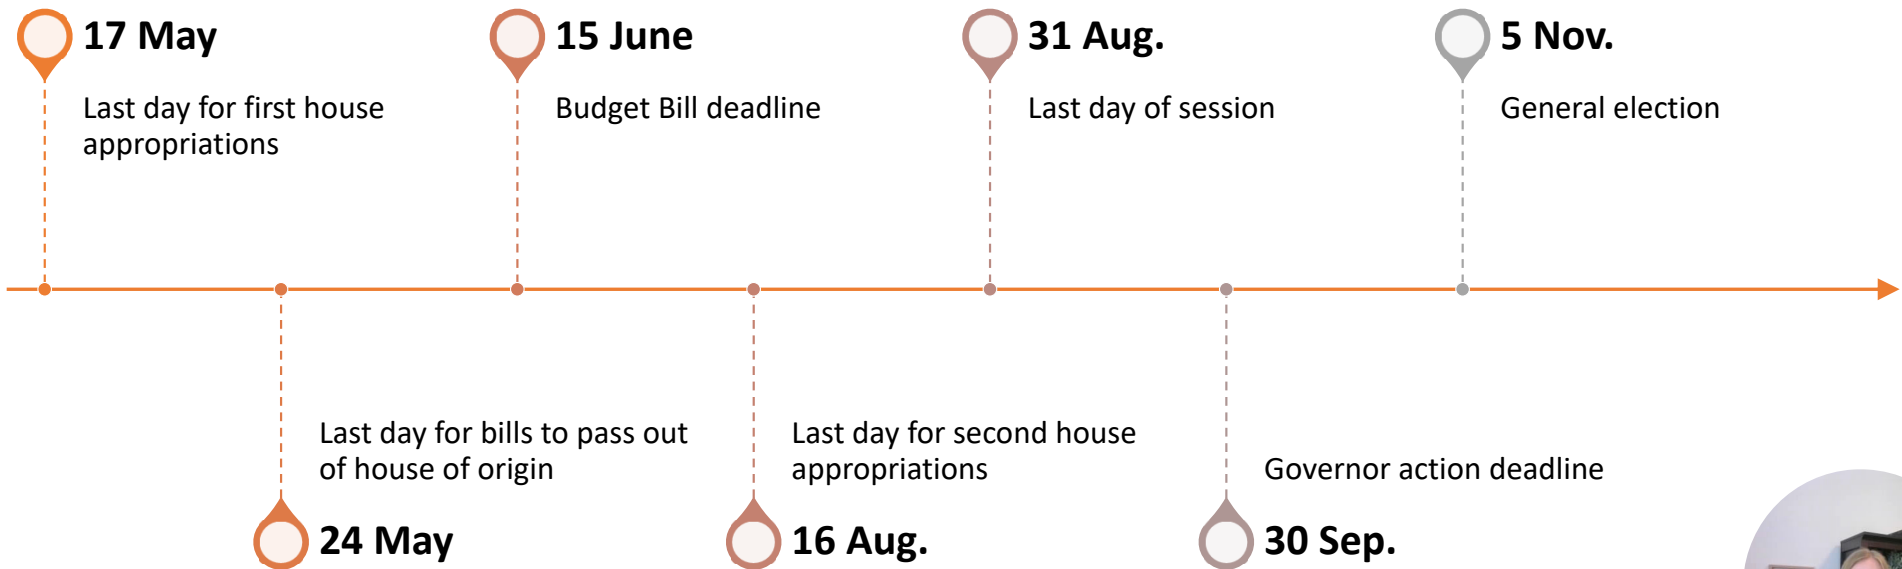 17 May
Last day for first house
appropriations
15 June
Budget Bill deadline
31 Aug.
Last day of session
5 Nov.
General election
Last day for bills to pass out
of house of origin
24 May
Last day for second house
appropriations
16 Aug.
Governor action deadline
30 Sep.